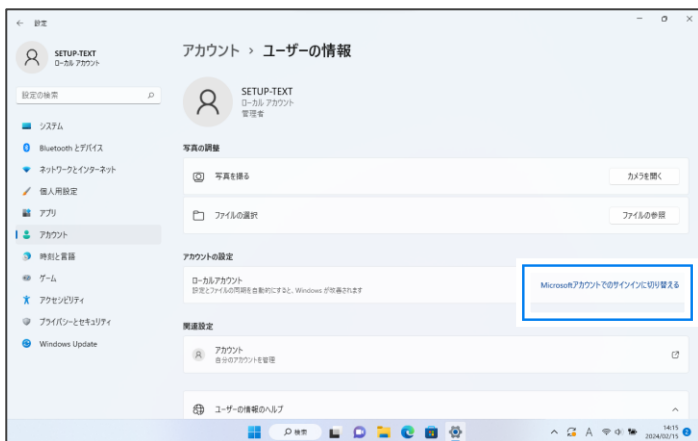 設定
SETUP-TEXT
ローカル アカウント
設定の検索
システム
Bluetooth とデバイス
ネットワークとインターネット
個人用設定
アプリ
アカウント
時刻と言語
ゲーム
アクセシビリティ
プライバシーとセキュリティ
Windows Update
アカウント › ユーザーの情報
SETUP-TEXT
ローカル アカウント
管理者
写真の調整
写真を撮る
カメラを開く
ファイルの選択
ファイルの参照
アカウントの設定
ローカルアカウント
設定とファイルの同期を自動的にすると、Windows が改善されます
Microsoftアカウントでのサインインに切り替える
関連設定
アカウント
自分のアカウントを管理
ユーザーの情報のヘルプ
検索
A
14:15
2024/02/15